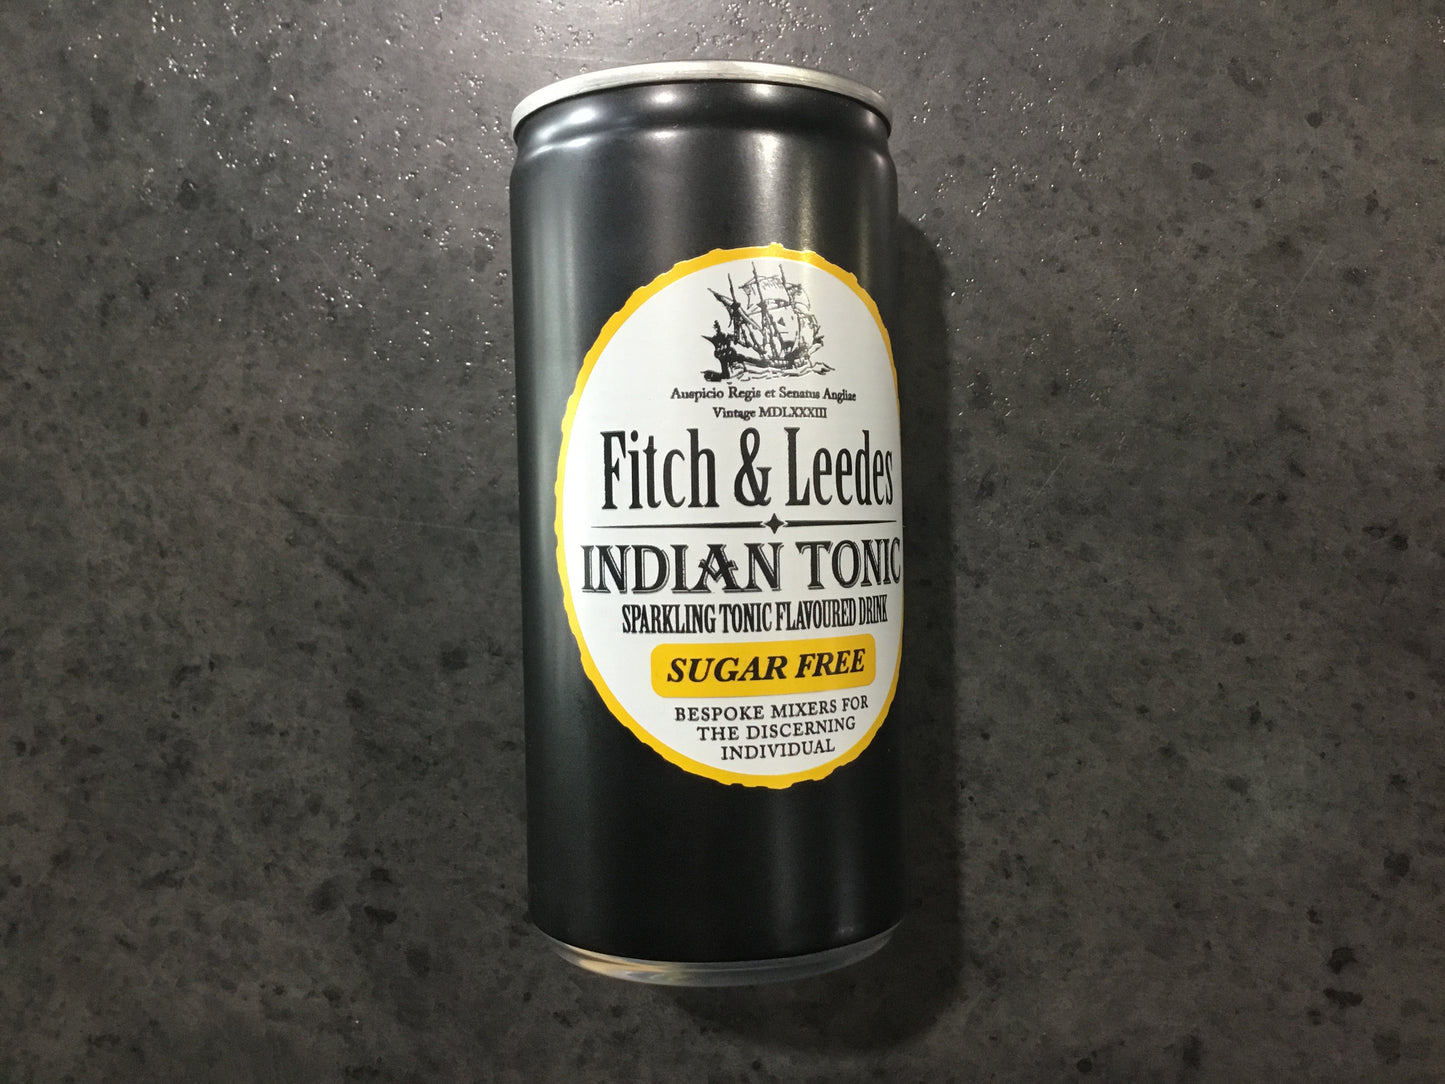 Auspicio Regis et Senatus Angliae
Vintage MDLXXXIII
Fitch & Leedes
INDIAN TONIC
SPARKLING TONIC FLAVOURED DRINK
SUGAR FREE
BESPOKE MIXERS FOR
THE DISCERNING
INDIVIDUAL